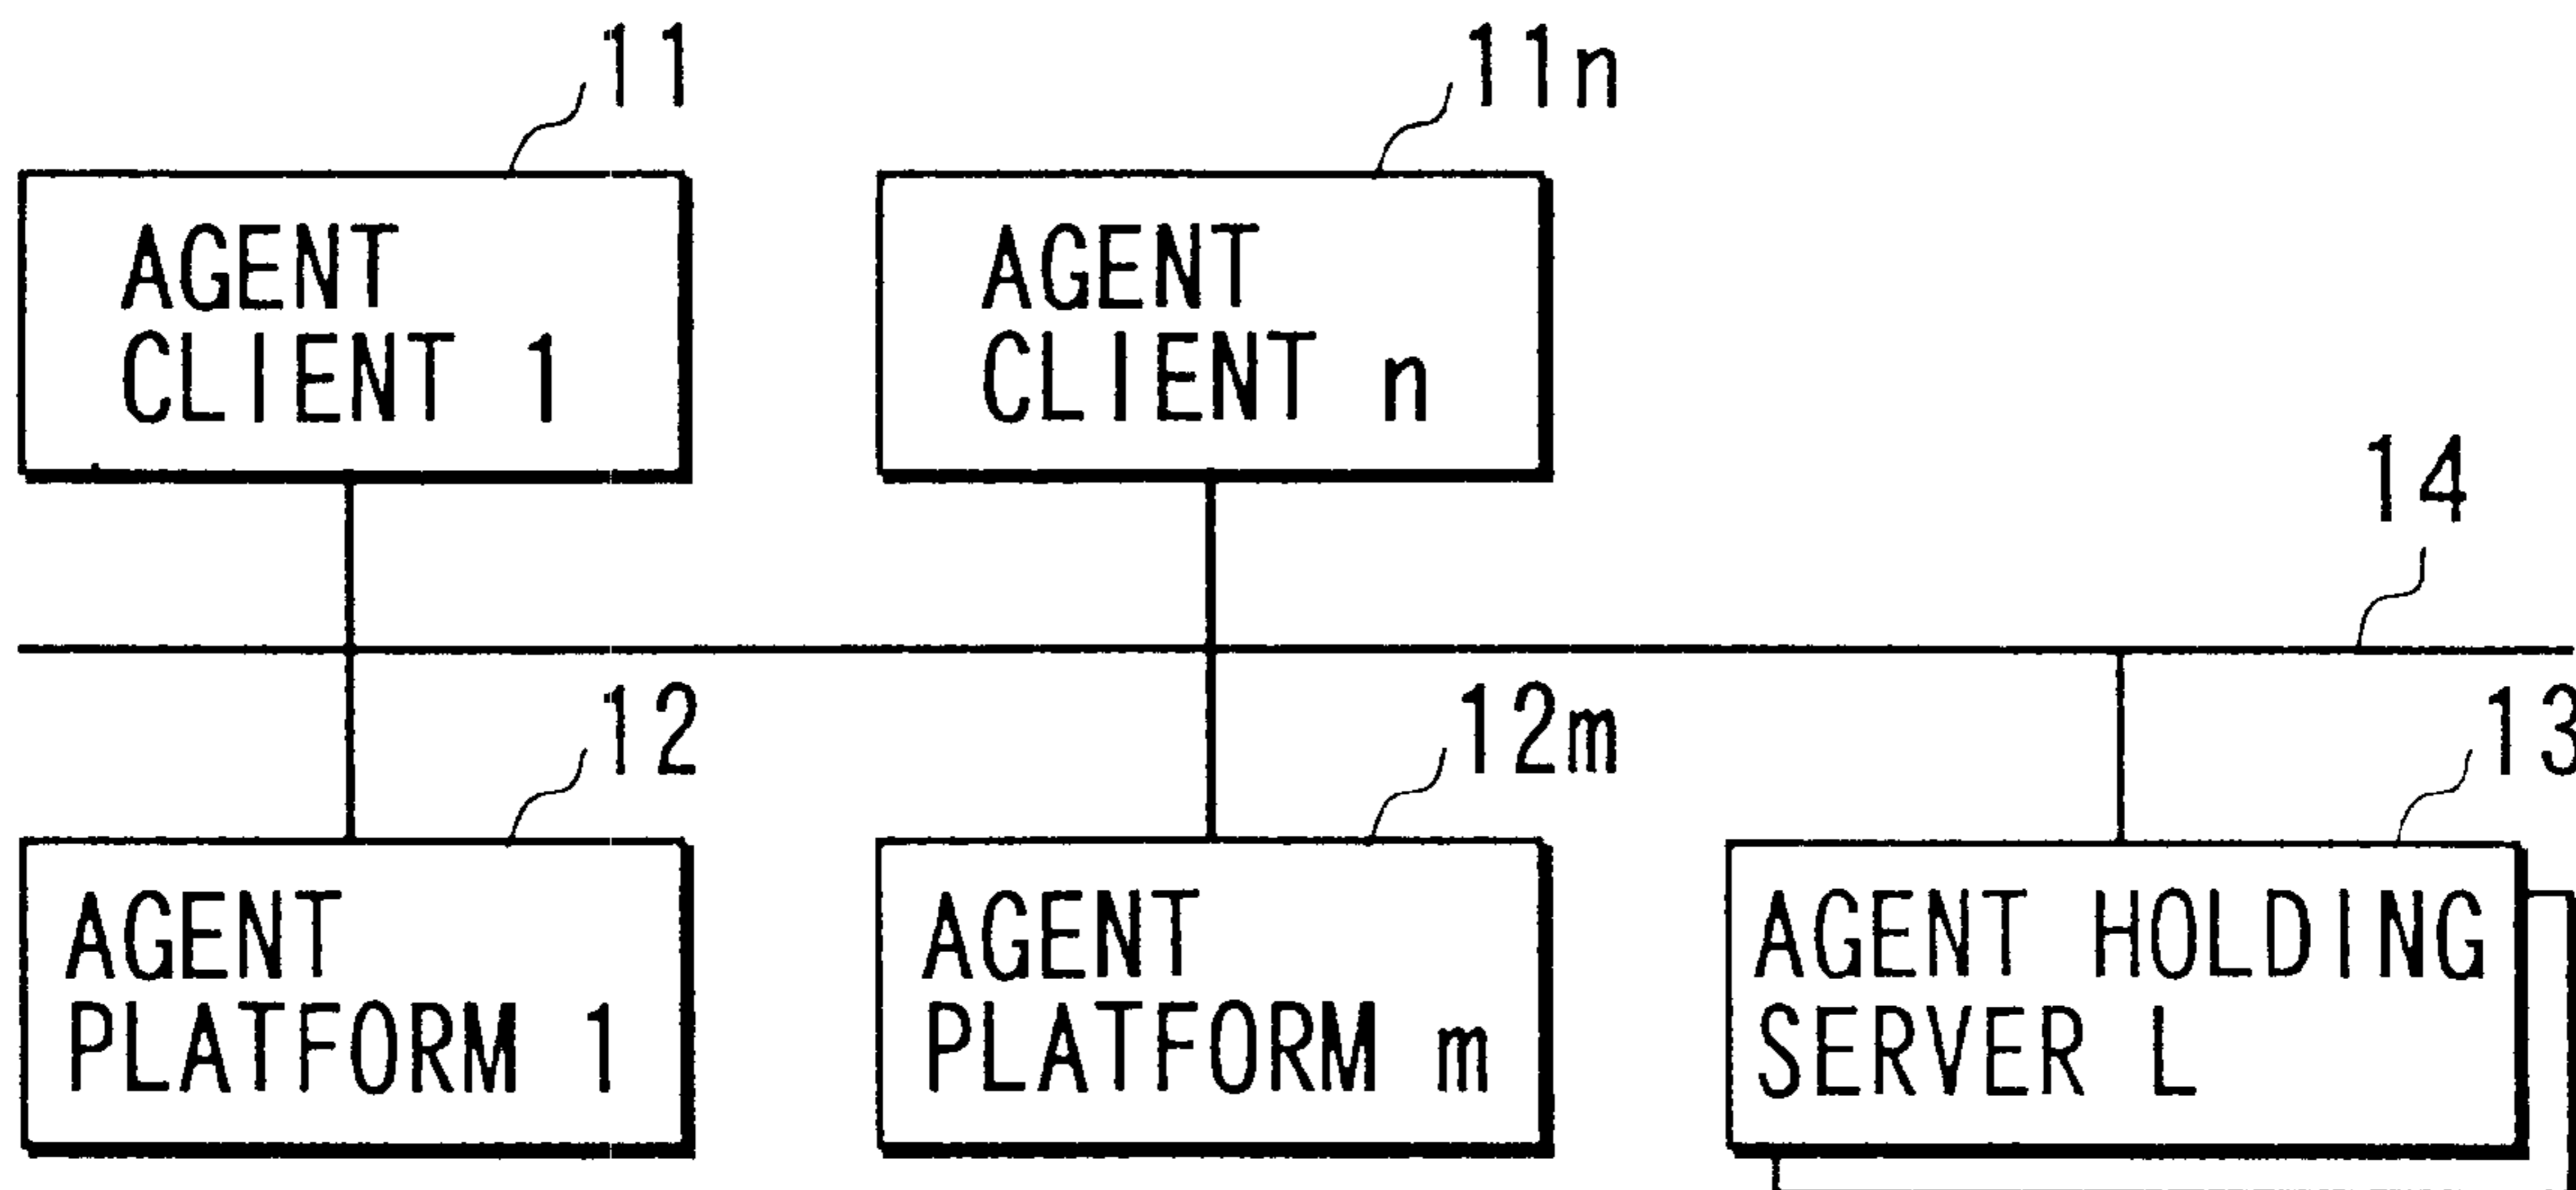 11
11n
AGENT
CLIENT 1
AGENT
CLIENT n
14
12
12m
13
AGENT
PLATFORM 1
AGENT
PLATFORM m
AGENT HOLDING
SERVER L